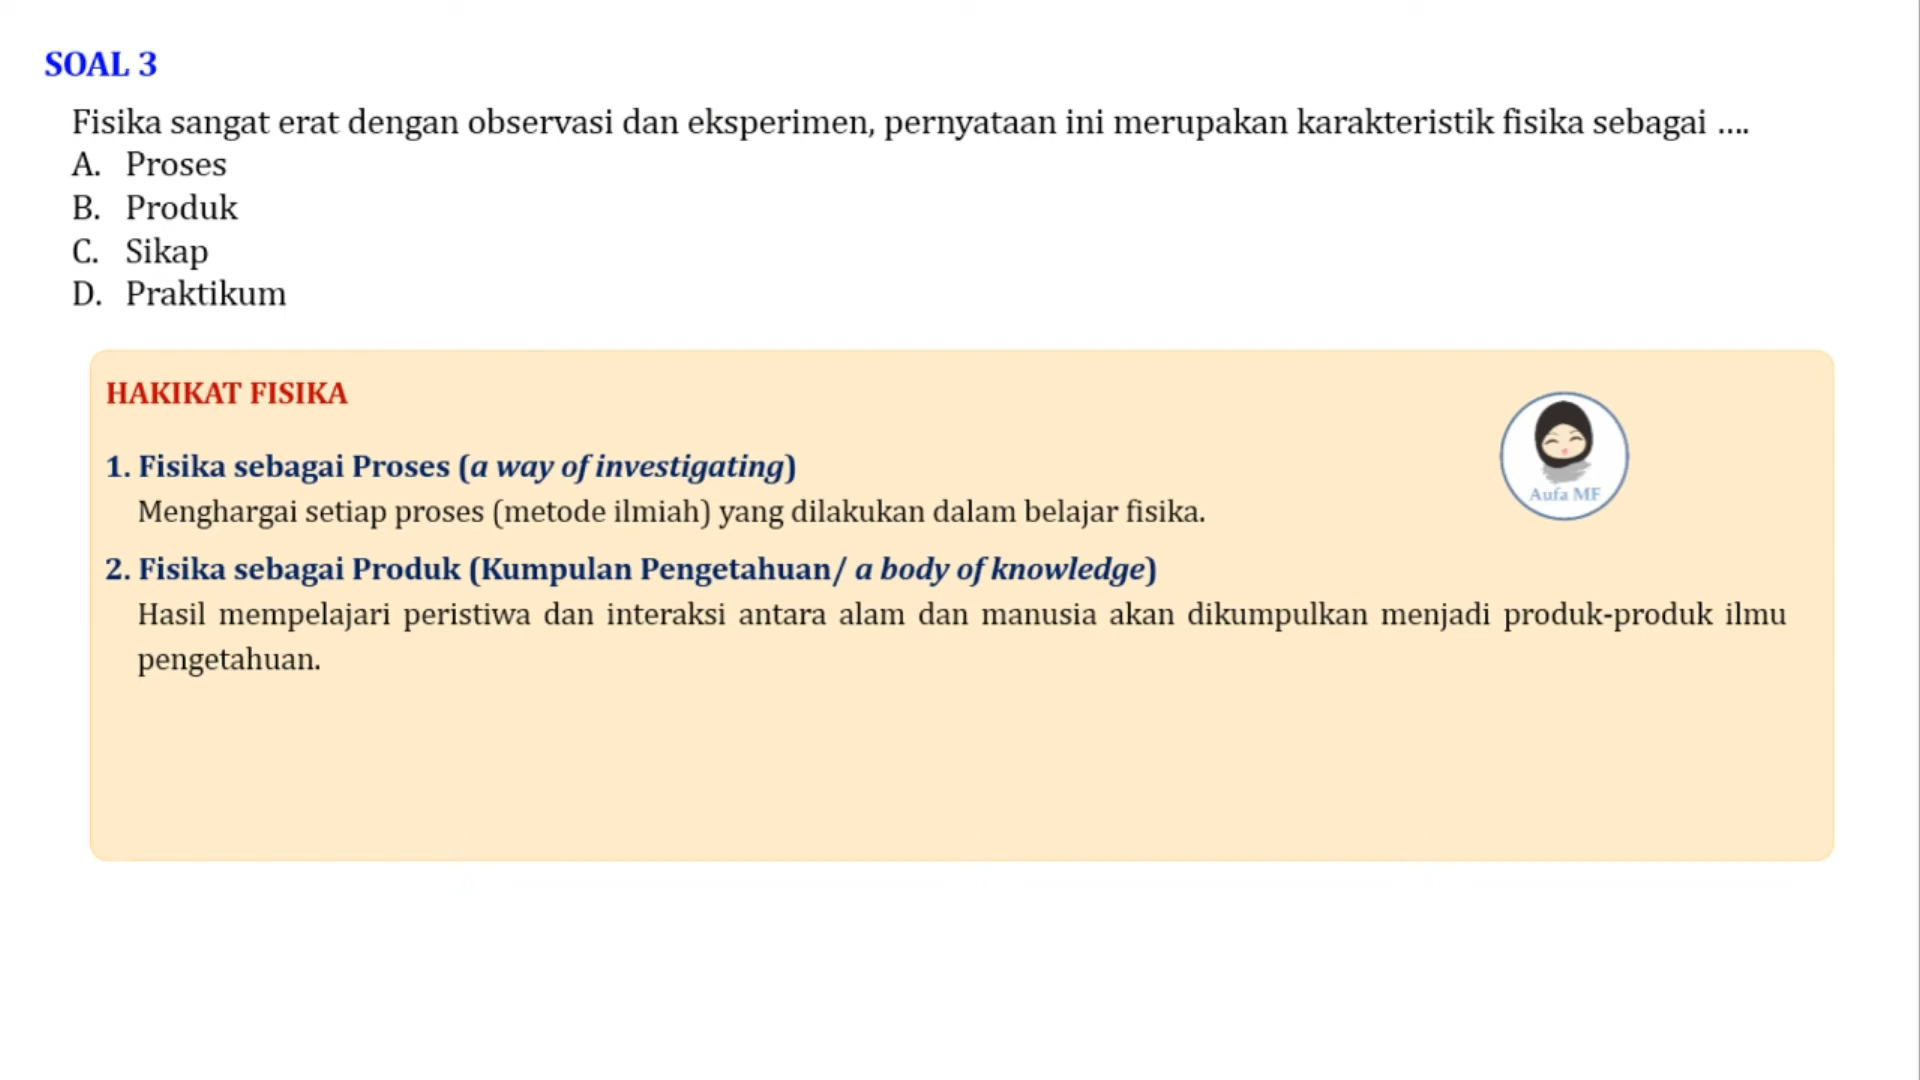 SOAL 3
Fisika sangat erat dengan observasi dan eksperimen, pernyataan ini merupakan karakteristik fisika sebagai ....
A. Proses
B. Produk
C. Sikap
D. Praktikum
HAKIKAT FISIKA
1. Fisika sebagai Proses (a way of investigating)
Menghargai setiap proses (metode ilmiah) yang dilakukan dalam belajar fisika.
Aufa MF
2. Fisika sebagai Produk (Kumpulan Pengetahuan/ a body of knowledge)
Hasil mempelajari peristiwa dan interaksi antara alam dan manusia akan dikumpulkan menjadi produk-produk ilmu
pengetahuan.